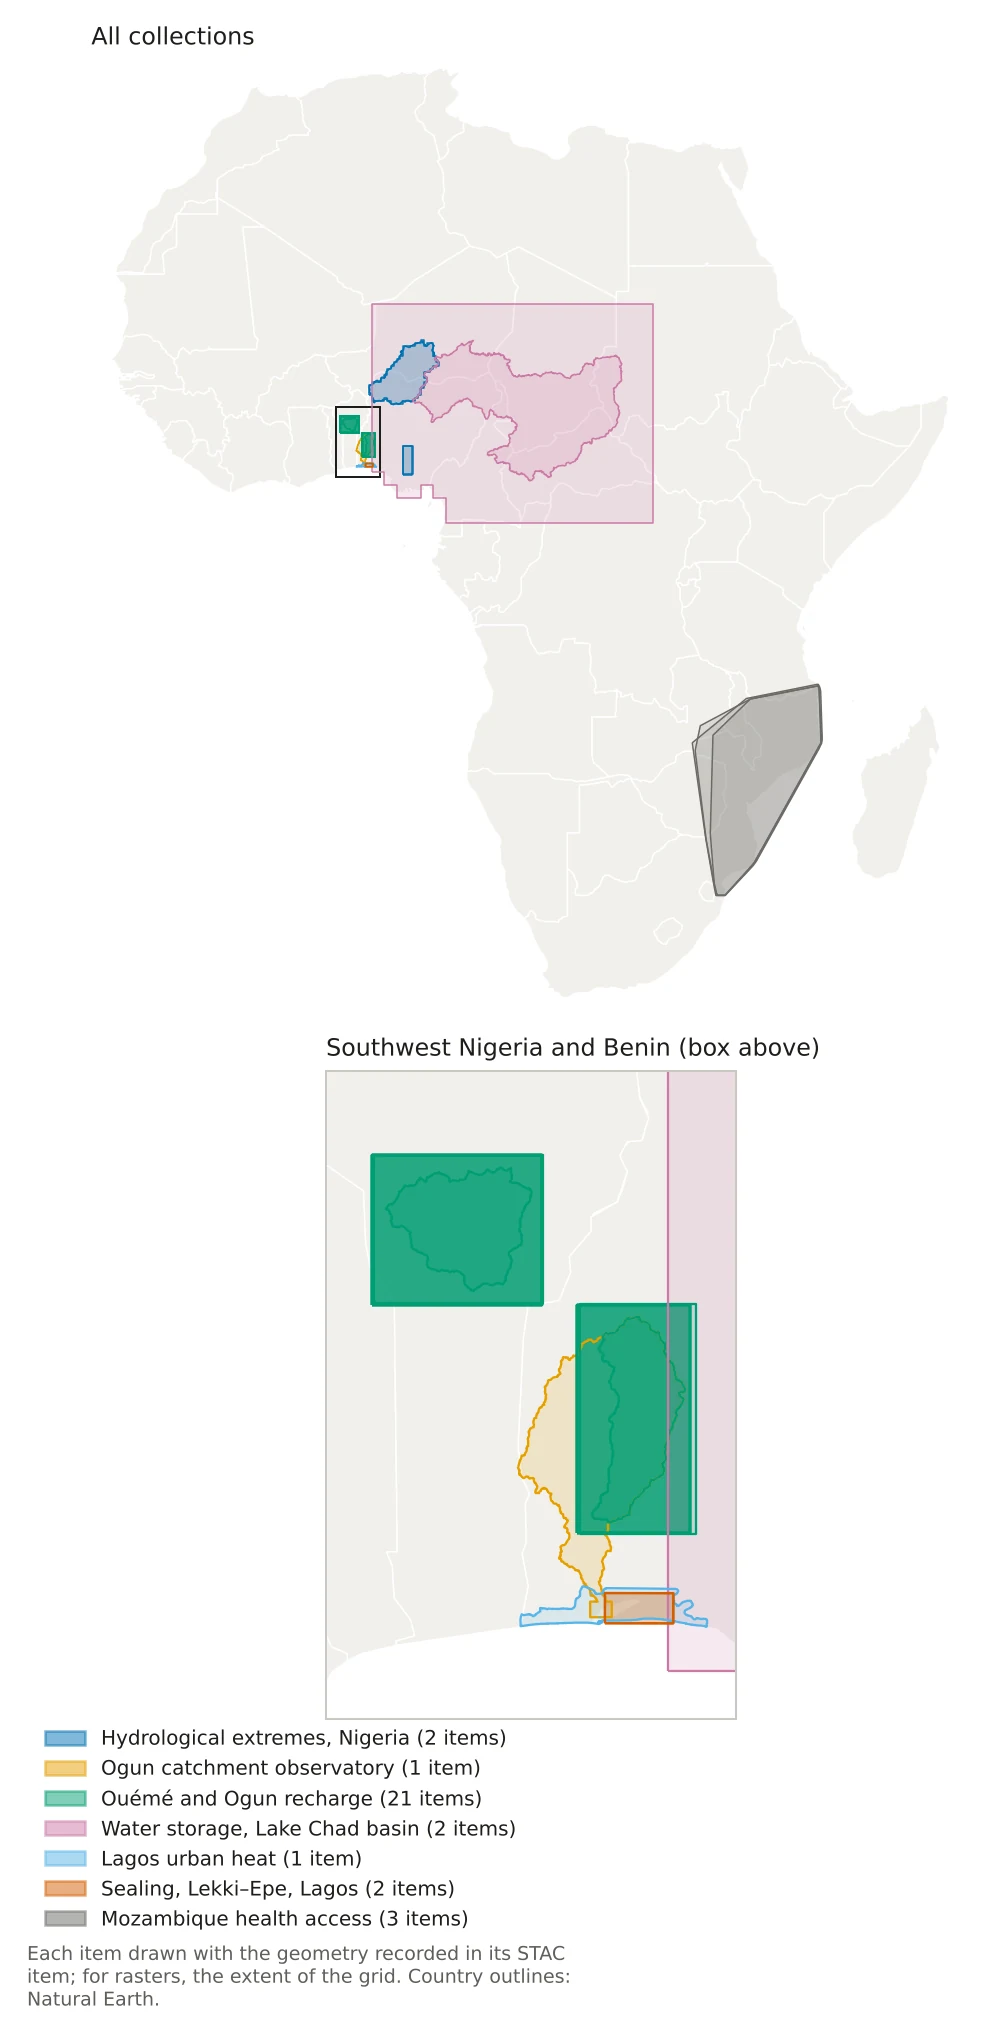 All collections
Southwest Nigeria and Benin (box above)
Hydrological extremes, Nigeria (2 items)
Ogun catchment observatory (1 item)
Ouémé and Ogun recharge (21 items)
Water storage, Lake Chad basin (2 items)
Lagos urban heat (1 item)
Sealing, Lekki–Epe, Lagos (2 items)
Mozambique health access (3 items)
Each item drawn with the geometry recorded in its STAC
item; for rasters, the extent of the grid. Country outlines:
Natural Earth.